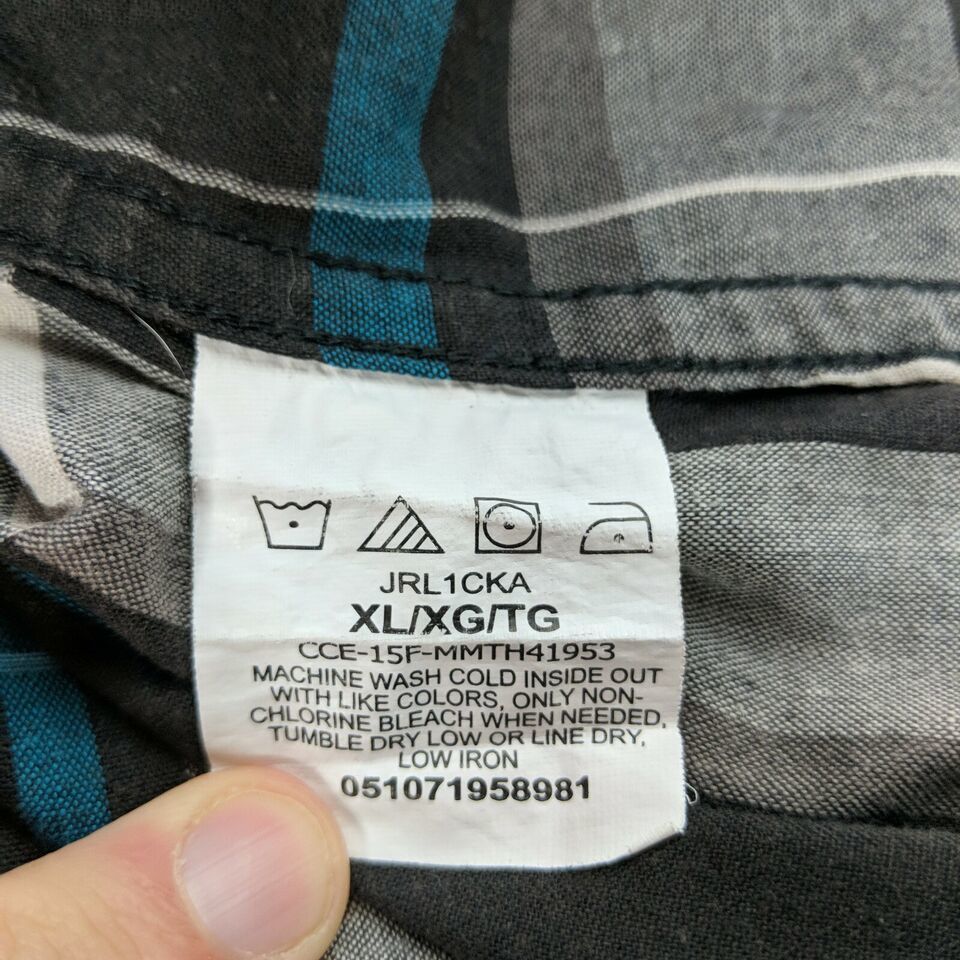 JRL1CKA
XL/XG/TG
CCE-15F-MMTH41953
MACHINE WASH COLD INSIDE OUT
WITH LIKE COLORS, ONLY NON-
CHLORINE BLEACH WHEN NEEDED,
TUMBLE DRY LOW OR LINE DRY,
LOW IRON
051071958981